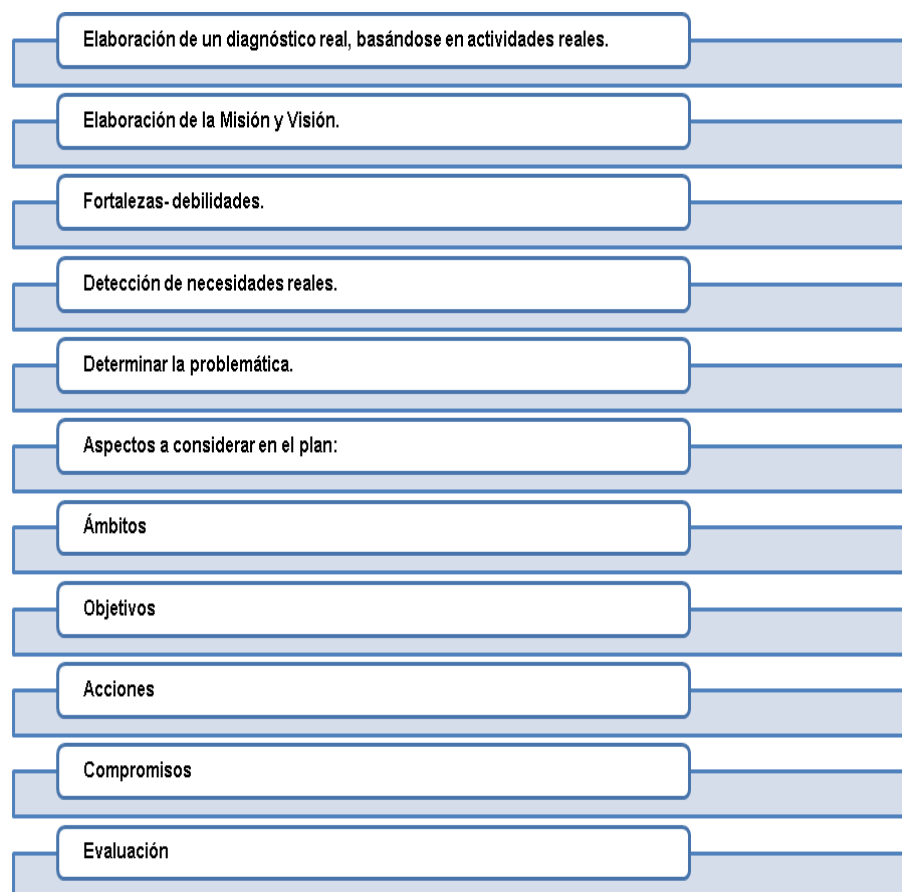 Elaboración de un diagnóstico real, basándose en actividades reales.
Elaboración de la Misión y Visión.
Fortalezas- debilidades.
Detección de necesidades reales.
Determinar la problemática.
Aspectos a considerar en el plan:
Ámbitos
Objetivos
Acciones
Compromisos
Evaluación